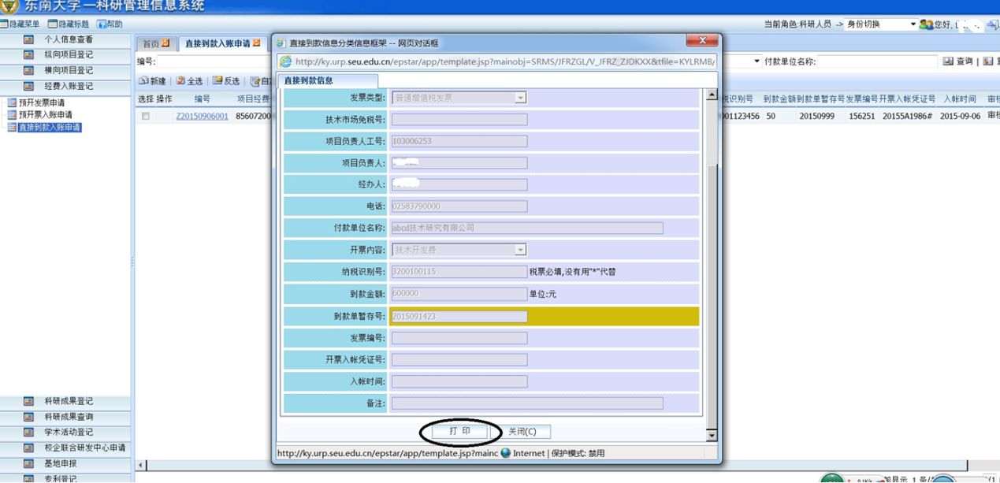 东南大学 —科研管理信息系统
隐藏菜单 隐藏标题 帮助
当前角色:科研人员 -> 身份切换 您好,
个人信息查看
纵向项目登记
横向项目登记
经费入账登记
预开发票申请
预开票入账申请
直接到款入账申请
科研成果登记
科研成果查询
学术活动登记
校企联合研发中心申请
基地申报
专利登记
首页 直接到款入账申请
编号: 付款单位名称: 查询
新建 全选 反选
选择 操作 编号 项目经费 税识别号 到款金额 到款单暂存号 发票编号 开票入帐凭证号 入帐时间
Z20150906001 85607200 001123456 50 20150999 156251 20155A1986# 2015-09-06
直接到款信息分类信息框架 -- 网页对话框
http://ky.urp.seu.edu.cn/epstar/app/template.jsp?mainobj=SRMS/JFRZGL/V_JFRZ_ZJDKXX&tfile=KYLRMB/
直接到款信息
发票类型: 普通增值税发票
技术市场免税号:
项目负责人工号: 103006253
项目负责人:
经办人:
电话: 02583790000
付款单位名称: abcd技术研究有限公司
开票内容: 技术开发费
纳税识别号: 3200100115 税票必填,没有用"*"代替
到款金额: 600000 单位:元
到款单暂存号: 2015091423
发票编号:
开票入帐凭证号:
入帐时间:
备注:
打 印 关闭(C)
http://ky.urp.seu.edu.cn/epstar/app/template.jsp?mainc Internet | 保护模式: 禁用